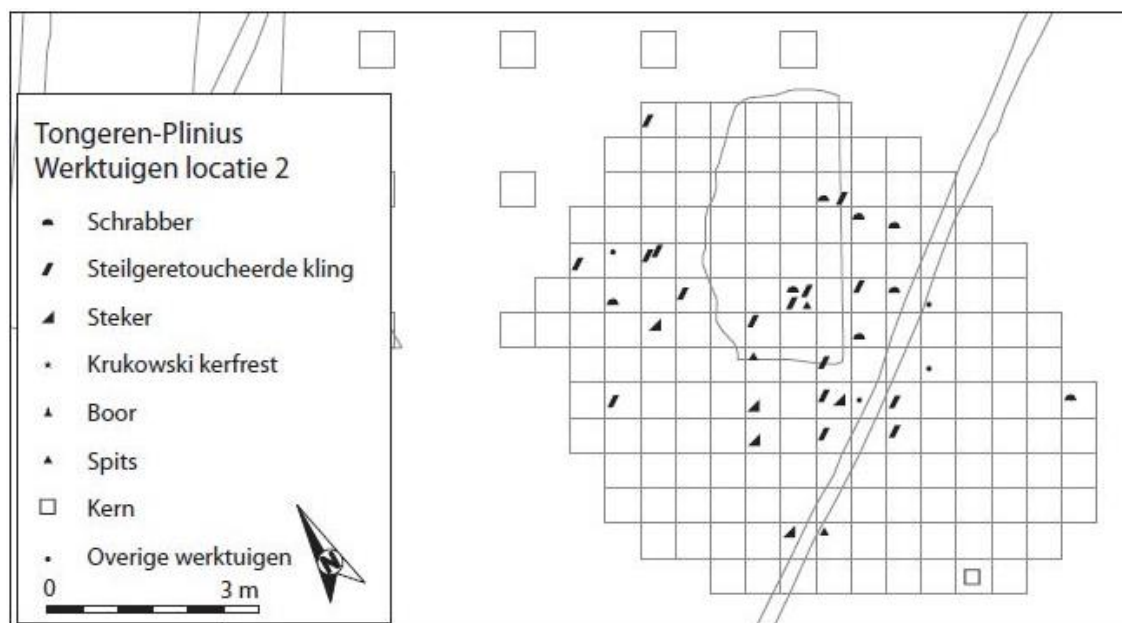 Tongeren-Plinius
Werktuigen locatie 2
Schrabber
Steilgeretoucheerde kling
Steker
Krukowski kerfrest
Boor
Spits
Kern
Overige werktuigen
N
0 3 m